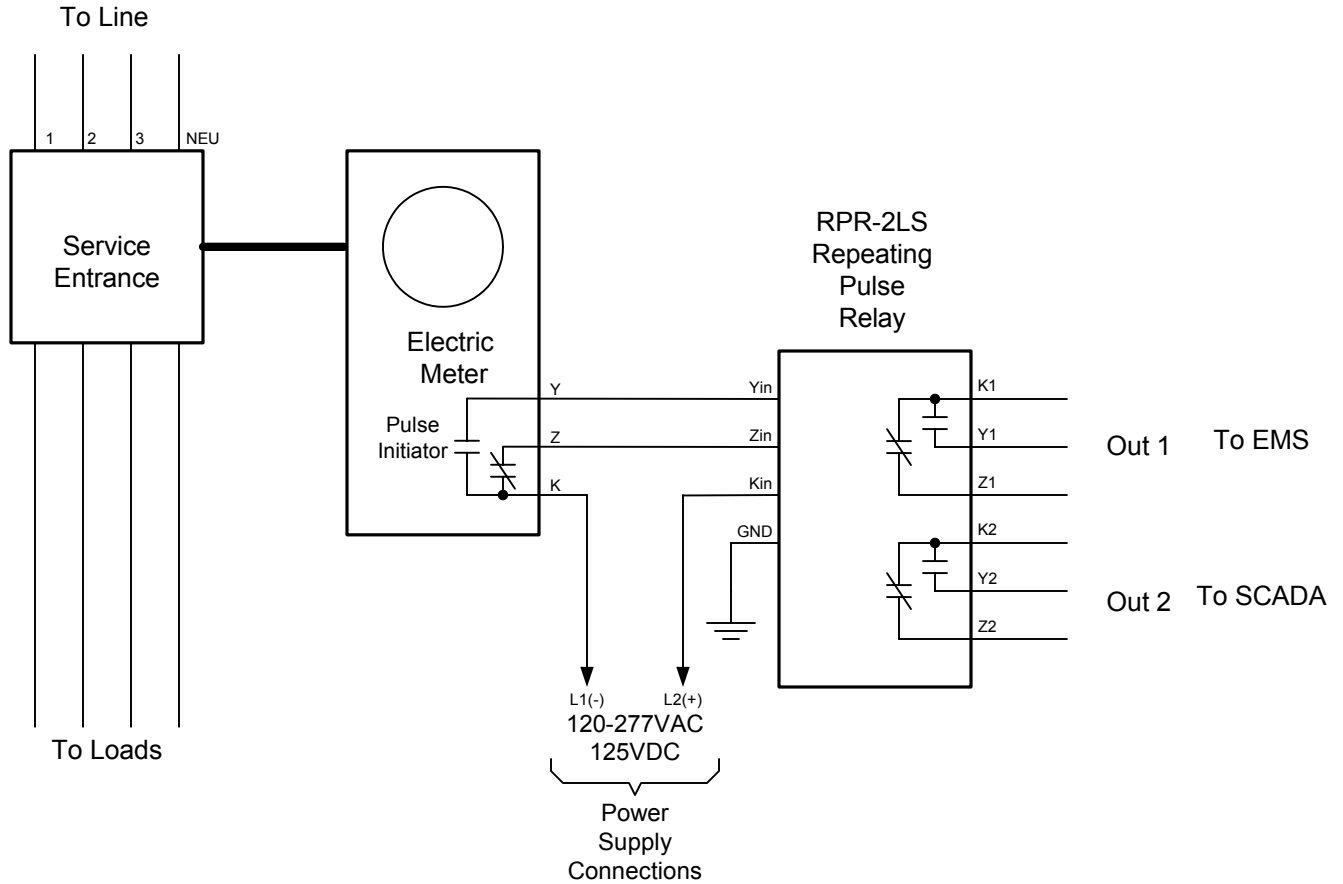 To Line
1
2
3
NEU
Service
Entrance
To Loads
Electric
Meter
Pulse
Initiator
Y
Z
K
RPR-2LS
Repeating
Pulse
Relay
Yin
Zin
Kin
GND
K1
Y1
Z1
K2
Y2
Z2
Out 1
To EMS
Out 2
To SCADA
L1(-)
L2(+)
120-277VAC
125VDC
Power
Supply
Connections